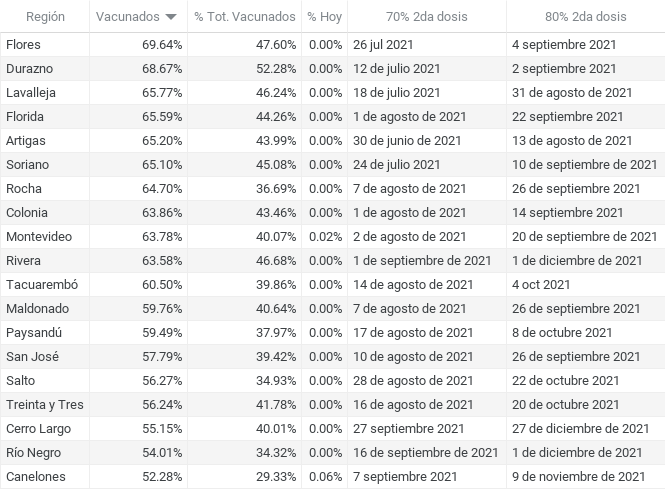 Región Vacunados % Tot. Vacunados % Hoy 70% 2da dosis 80% 2da dosis
Flores 69.64% 47.60% 0.00% 26 jul 2021 4 septiembre 2021
Durazno 68.67% 52.28% 0.00% 12 de julio 2021 2 septiembre 2021
Lavalleja 65.77% 46.24% 0.00% 18 de julio 2021 31 de agosto de 2021
Florida 65.59% 44.26% 0.00% 1 de agosto de 2021 22 septiembre 2021
Artigas 65.20% 43.99% 0.00% 30 de junio de 2021 13 de agosto de 2021
Soriano 65.10% 45.08% 0.00% 24 de julio 2021 10 de septiembre de 2021
Rocha 64.70% 36.69% 0.00% 7 de agosto de 2021 26 de septiembre 2021
Colonia 63.86% 43.46% 0.00% 1 de agosto de 2021 14 septiembre 2021
Montevideo 63.78% 40.07% 0.02% 2 de agosto de 2021 20 de septiembre de 2021
Rivera 63.58% 46.68% 0.00% 1 de septiembre de 2021 1 de diciembre de 2021
Tacuarembó 60.50% 39.86% 0.00% 14 de agosto de 2021 4 oct 2021
Maldonado 59.76% 40.64% 0.00% 7 de agosto de 2021 26 de septiembre 2021
Paysandú 59.49% 37.97% 0.00% 17 de agosto de 2021 8 de octubre de 2021
San José 57.79% 39.42% 0.00% 10 de agosto de 2021 26 de septiembre 2021
Salto 56.27% 34.93% 0.00% 28 de agosto de 2021 22 de octubre 2021
Treinta y Tres 56.24% 41.78% 0.00% 16 de agosto de 2021 20 de octubre 2021
Cerro Largo 55.15% 40.01% 0.00% 27 septiembre 2021 27 de diciembre de 2021
Río Negro 54.01% 34.32% 0.00% 16 de septiembre de 2021 1 de diciembre de 2021
Canelones 52.28% 29.33% 0.06% 7 septiembre 2021 9 de noviembre de 2021